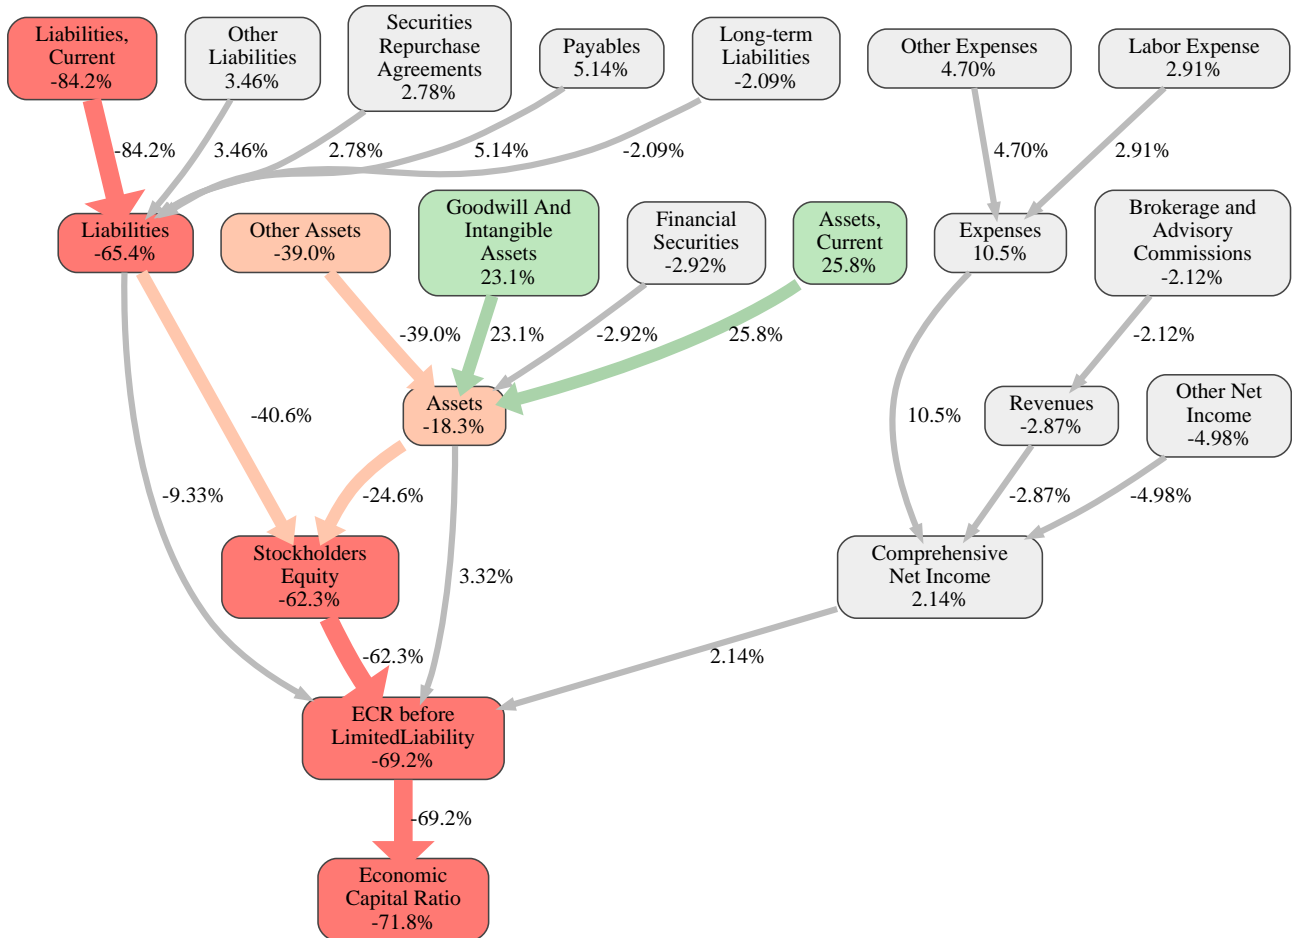 Liabilities,
Current
-84.2%
Other
Liabilities
3.46%
Securities
Repurchase
Agreements
2.78%
Payables
5.14%
Long-term
Liabilities
-2.09%
Other Expenses
4.70%
Labor Expense
2.91%
-84.2%
3.46%
2.78%
5.14%
-2.09%
4.70%
2.91%
Liabilities
-65.4%
Other Assets
-39.0%
Goodwill And
Intangible
Assets
23.1%
Financial
Securities
-2.92%
Assets,
Current
25.8%
Expenses
10.5%
Brokerage and
Advisory
Commissions
-2.12%
-39.0%
23.1%
-2.92%
25.8%
-2.12%
-40.6%
Assets
-18.3%
10.5%
Revenues
-2.87%
Other Net
Income
-4.98%
-9.33%
-24.6%
-2.87%
-4.98%
Stockholders
Equity
-62.3%
3.32%
Comprehensive
Net Income
2.14%
-62.3%
2.14%
ECR before
LimitedLiability
-69.2%
-69.2%
Economic
Capital Ratio
-71.8%